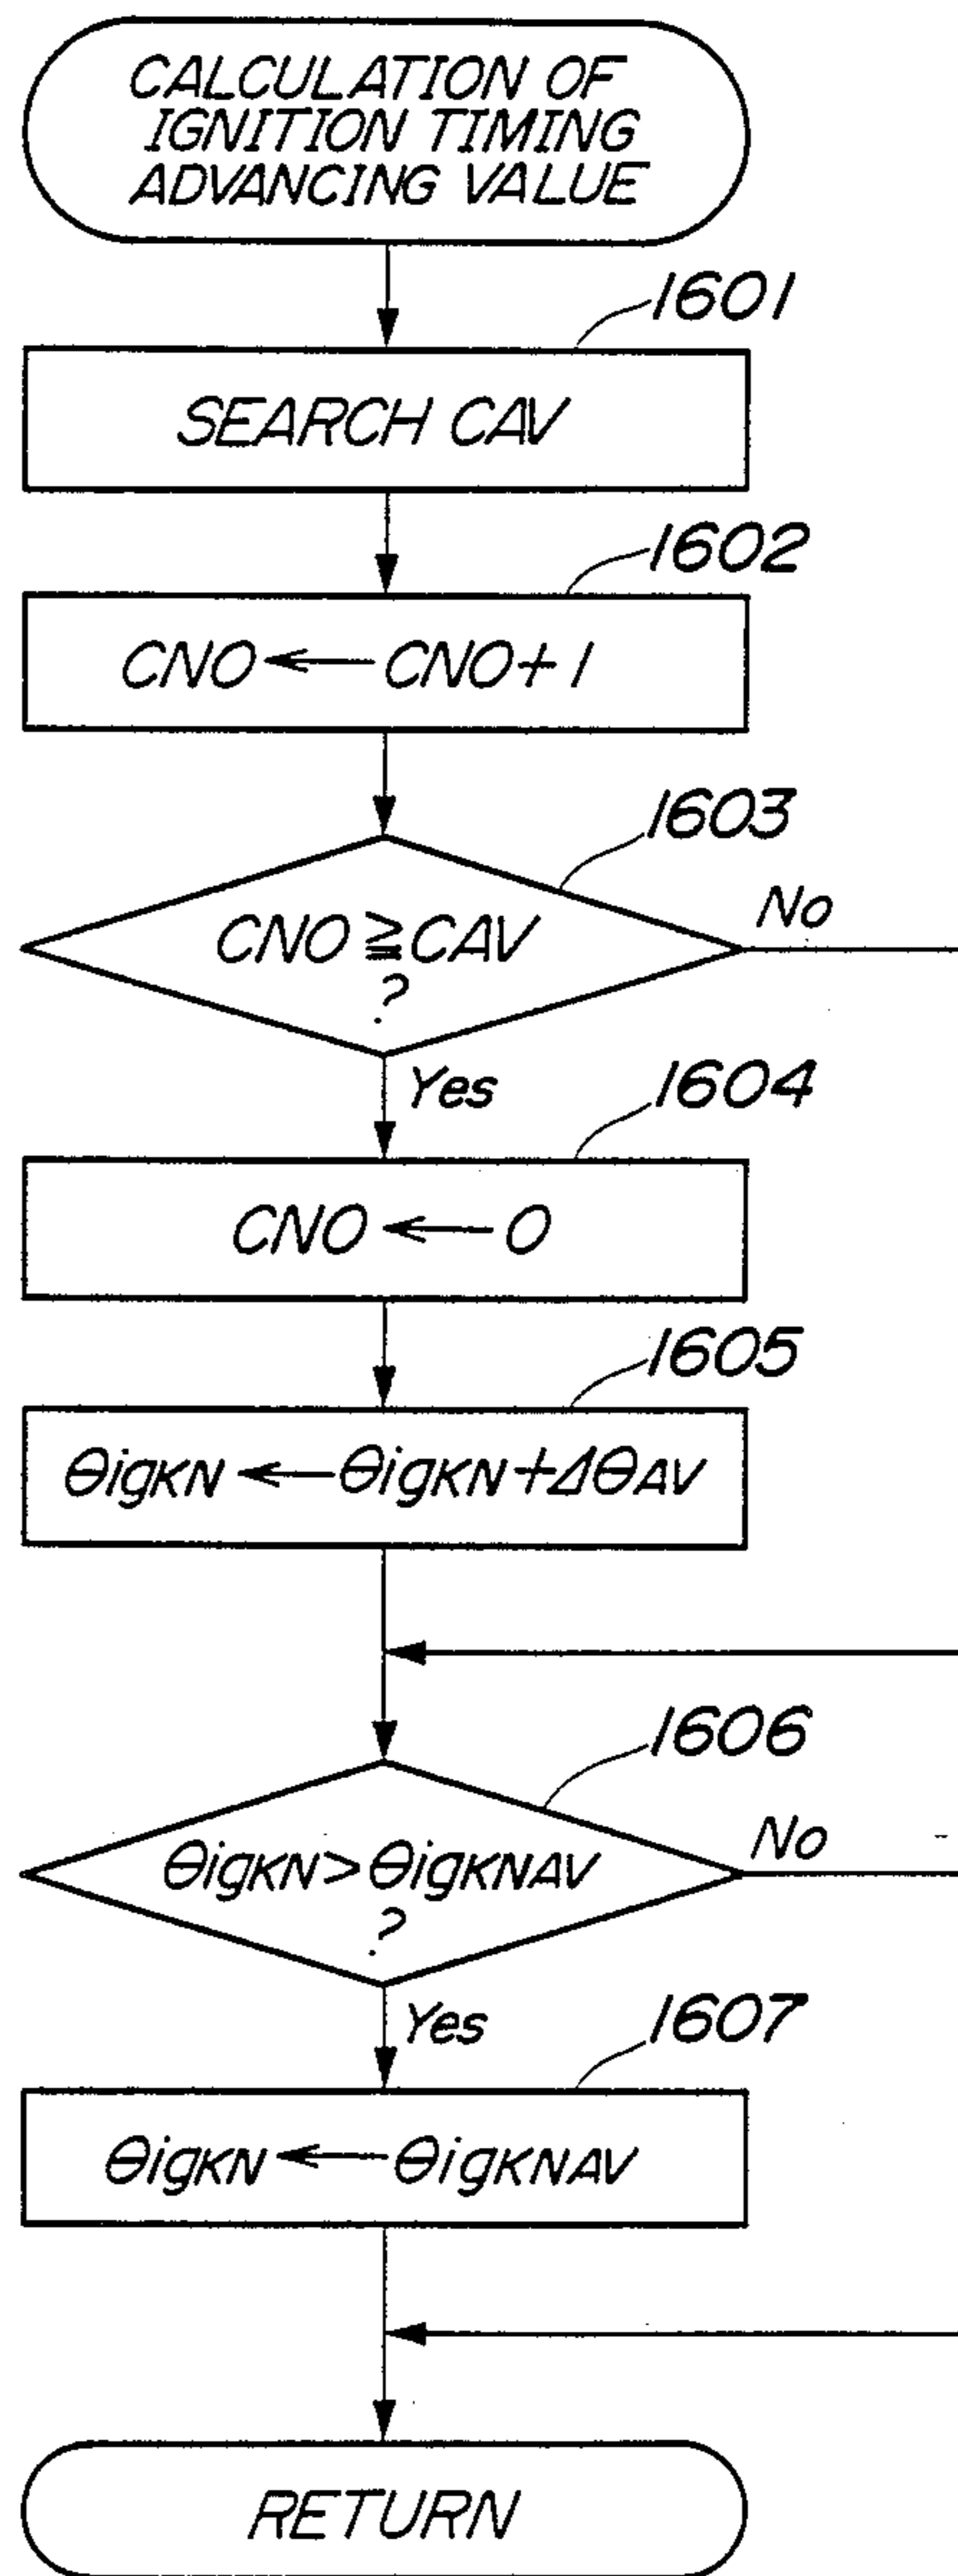 CALCULATION OF
IGNITION TIMING
ADVANCING VALUE
1601
SEARCH CAV
1602
CNO ← CNO+1
1603
CNO ≧ CAV
?
No
Yes
1604
CNO ← 0
1605
θigKN ← θigKN+ΔθAV
1606
θigKN > θigKNAV
?
No
Yes
1607
θigKN ← θigKNAV
RETURN